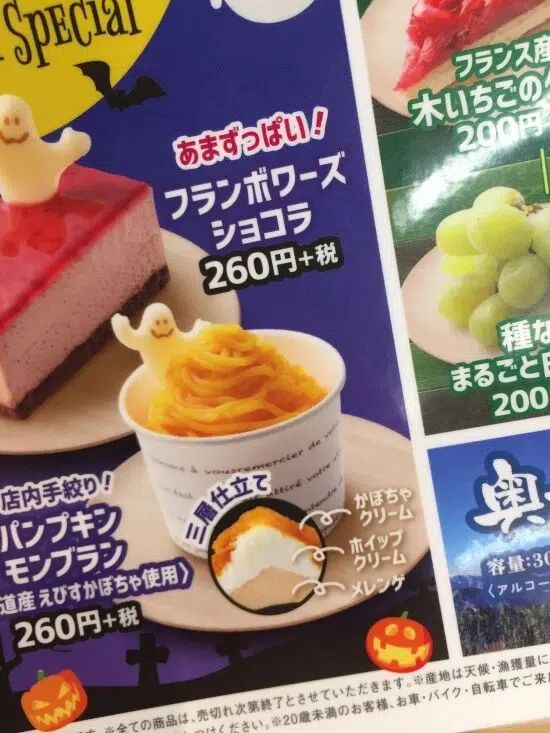 Special
あまずっぱい!
フランボワーズ
ショコラ
260円+税
店内手絞り!
パンプキン
モンブラン
道産えびすかぼちゃ使用〉
260円+税
三層仕立て
かぼちゃ
クリーム
ホイップ
クリーム
メレンゲ
フランス産
木いちごの
200円
種な
まるごと
200
奥
容量:30
〈アルコー
※全ての商品は、売切れ次第終了とさせていただきます。※産地は天候・漁獲量に
つけください。※20歳未満のお客様、お車・バイク・自転車でご来